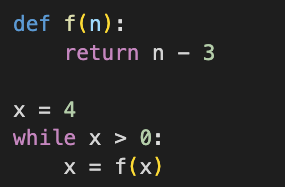 def f(n):
    return n - 3

x = 4
while x > 0:
    x = f(x)